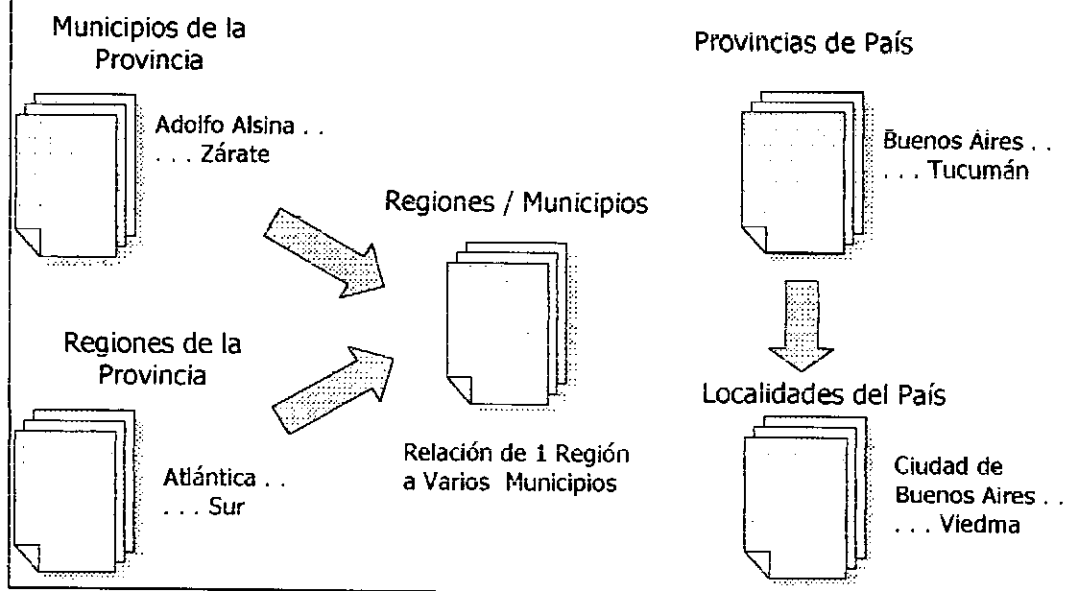 Municipios de la
Provincia
Adolfo Alsina . .
. . . Zárate
Regiones de la
Provincia
Atlántica . .
. . . Sur
Regiones / Municipios
Relación de 1 Región
a Varios Municipios
Provincias de País
Buenos Aires . .
. . . Tucumán
Localidades del País
Ciudad de
Buenos Aires . .
. . . Viedma